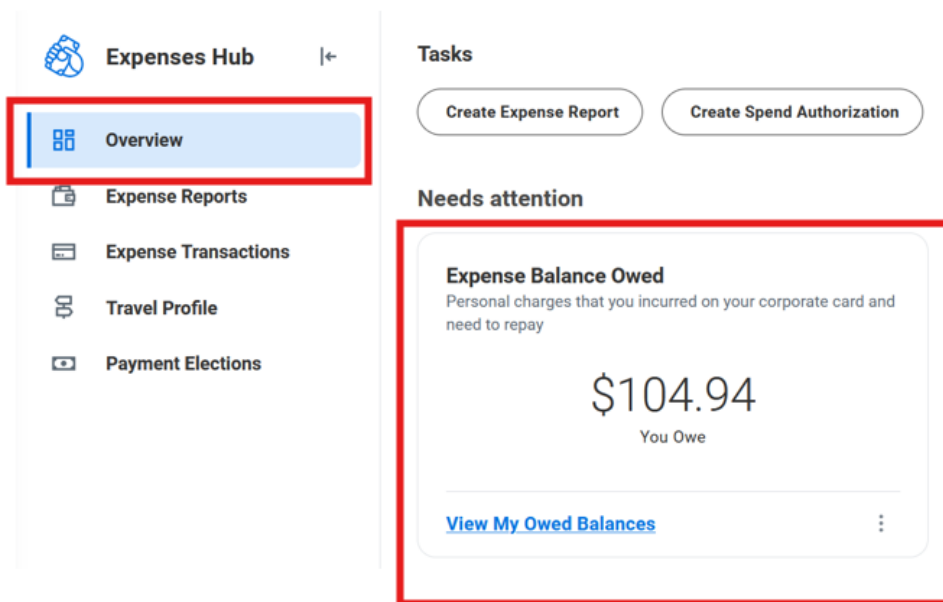 Expenses Hub
Overview
Expense Reports
Expense Transactions
Travel Profile
Payment Elections
Tasks
Create Expense Report
Create Spend Authorization
Needs attention
Expense Balance Owed
Personal charges that you incurred on your corporate card and
need to repay
$104.94
You Owe
View My Owed Balances